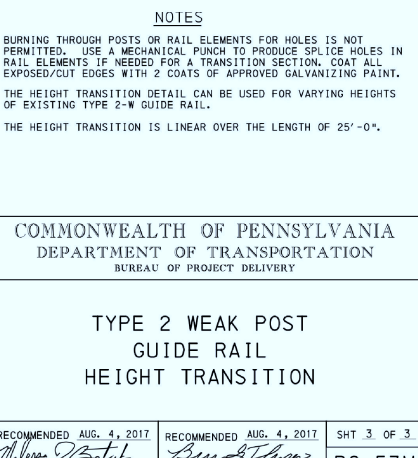 NOTES
BURNING THROUGH POSTS OR RAIL ELEMENTS FOR HOLES IS NOT
PERMITTED. USE A MECHANICAL PUNCH TO PRODUCE SPLICE HOLES IN
RAIL ELEMENTS IF NEEDED FOR A TRANSITION SECTION. COAT ALL
EXPOSED/CUT EDGES WITH 2 COATS OF APPROVED GALVANIZING PAINT.
THE HEIGHT TRANSITION DETAIL CAN BE USED FOR VARYING HEIGHTS
OF EXISTING TYPE 2-W GUIDE RAIL.
THE HEIGHT TRANSITION IS LINEAR OVER THE LENGTH OF 25'-0".
COMMONWEALTH OF PENNSYLVANIA
DEPARTMENT OF TRANSPORTATION
BUREAU OF PROJECT DELIVERY
TYPE 2 WEAK POST
GUIDE RAIL
HEIGHT TRANSITION
RECOMMENDED AUG. 4, 2017 RECOMMENDED AUG. 4, 2017 SHT 3 OF 3